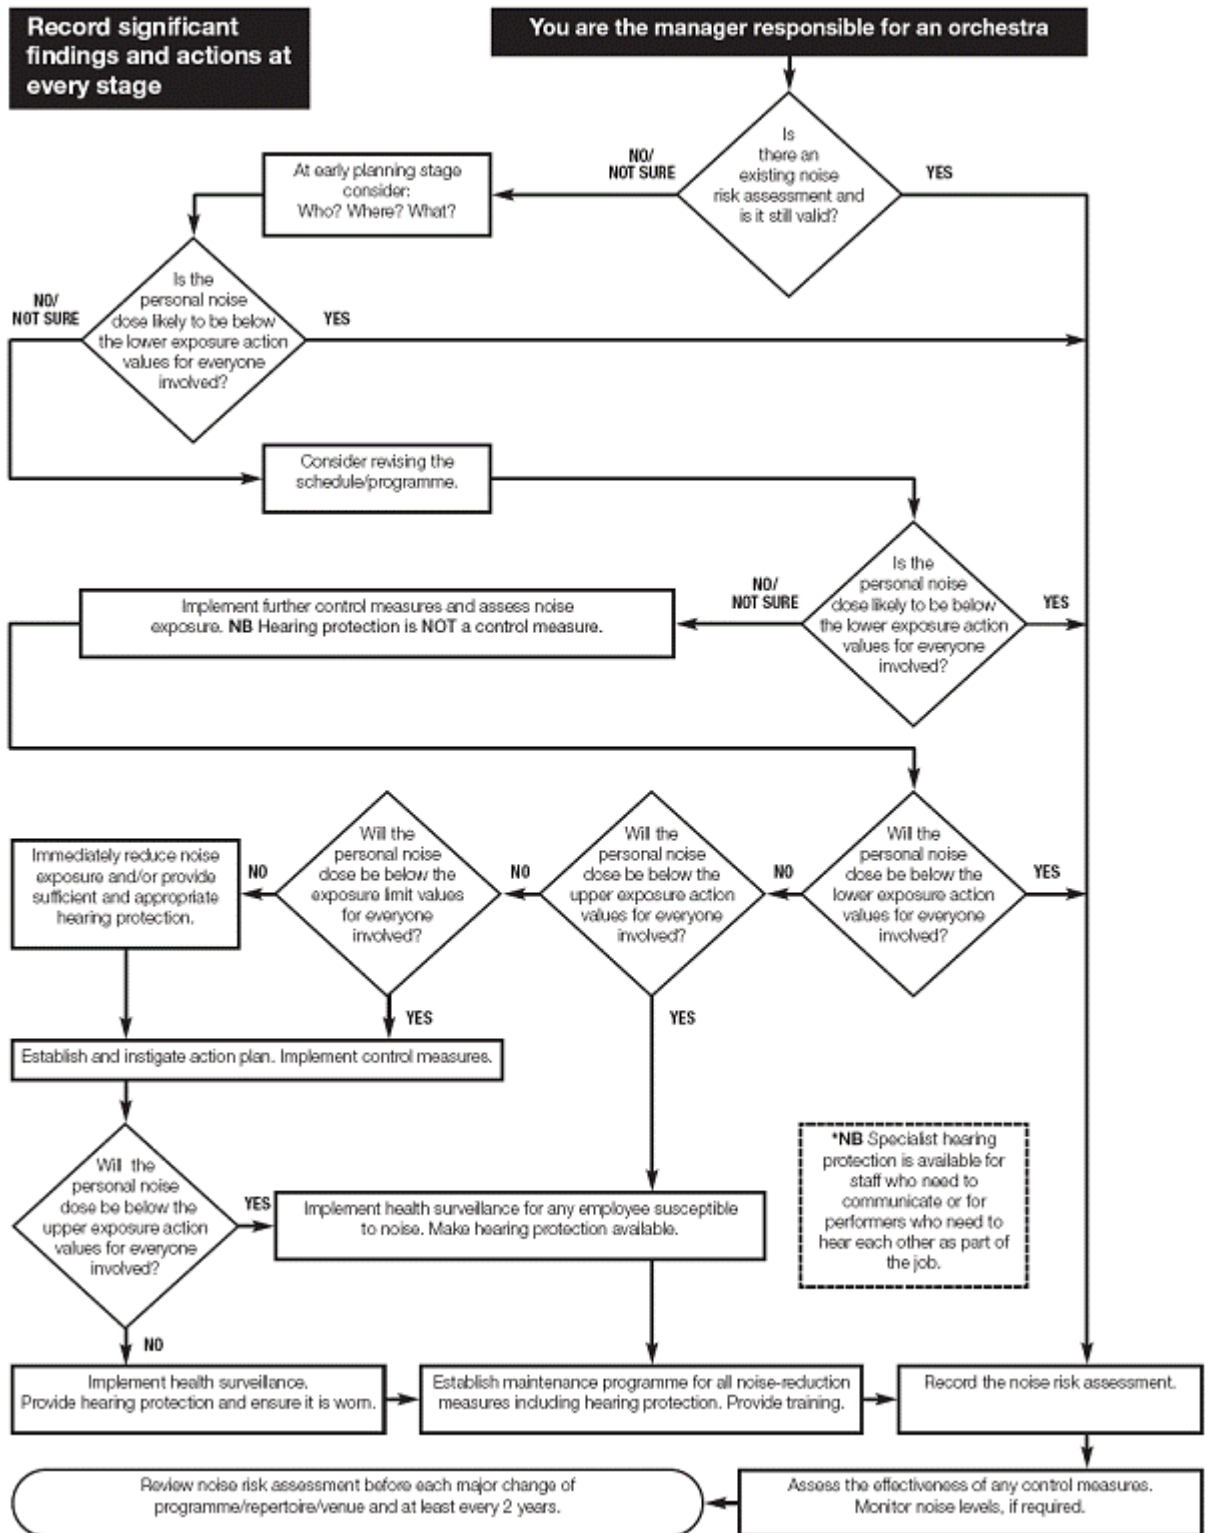 Record significant
findings and actions at
every stage
You are the manager responsible for an orchestra
Is
there an
existing noise
risk assessment and
is it still valid?
NO/
NOT SURE
YES
At early planning stage
consider:
Who? Where? What?
Is the
personal noise
dose likely to be below
the lower exposure action
values for everyone
involved?
NO/
NOT SURE
YES
Consider revising the
schedule/programme.
Is the
personal noise
dose likely to be below
the lower exposure action
values for everyone
involved?
NO/
NOT SURE
YES
Implement further control measures and assess noise
exposure. NB Hearing protection is NOT a control measure.
Will the
personal noise
dose be below the
lower exposure action
values for everyone
involved?
YES
NO
Will the
personal noise
dose be below the
upper exposure action
values for everyone
involved?
NO
YES
Will the
personal noise
dose be below the
exposure limit values
for everyone
involved?
NO
YES
Immediately reduce noise
exposure and/or provide
sufficient and appropriate
hearing protection.
Establish and instigate action plan. Implement control measures.
Will the
personal noise
dose be below the
upper exposure action
values for everyone
involved?
YES
NO
Implement health surveillance for any employee susceptible
to noise. Make hearing protection available.
*NB Specialist hearing
protection is available for
staff who need to
communicate or for
performers who need to
hear each other as part of
the job.
Implement health surveillance.
Provide hearing protection and ensure it is worn.
Establish maintenance programme for all noise-reduction
measures including hearing protection. Provide training.
Record the noise risk assessment.
Assess the effectiveness of any control measures.
Monitor noise levels, if required.
Review noise risk assessment before each major change of
programme/repertoire/venue and at least every 2 years.